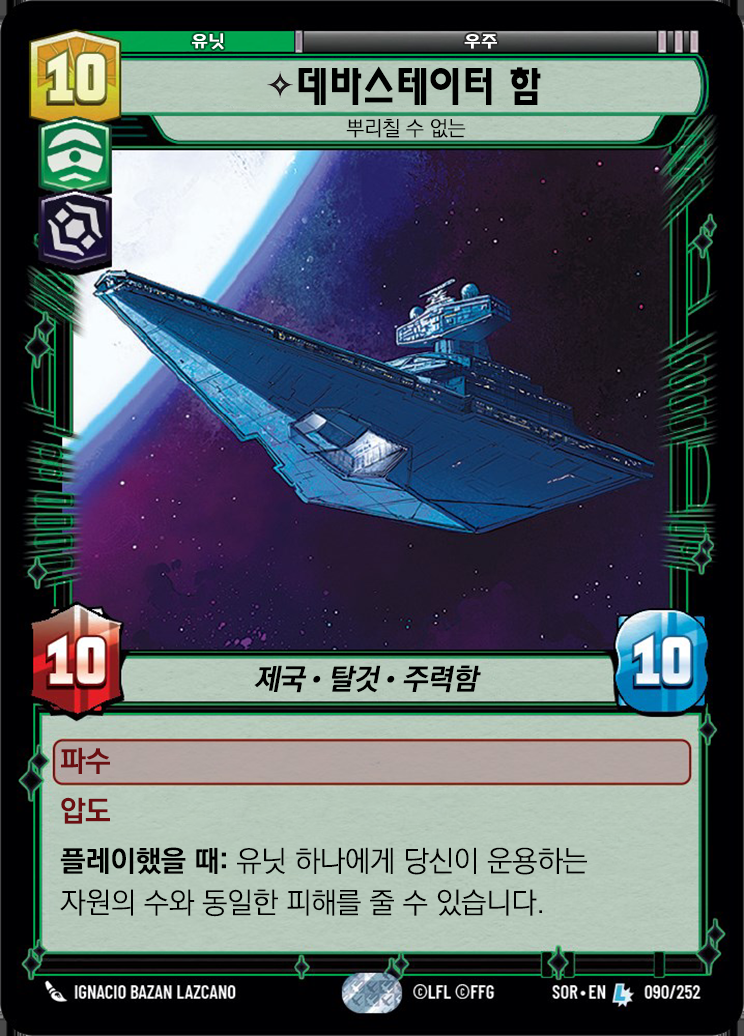 유닛
우주
10
✧데바스테이터 함
뿌리칠 수 없는
10
제국 • 탈것 • 주력함
10
파수
압도
플레이했을 때: 유닛 하나에게 당신이 운용하는
자원의 수와 동일한 피해를 줄 수 있습니다.
IGNACIO BAZAN LAZCANO
©LFL ©FFG
SOR • EN
L
090/252